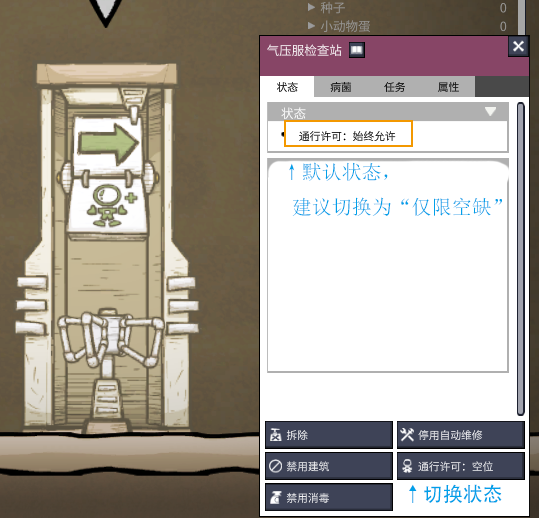 种子 0
小动物蛋 0
气压服检查站
状态 病菌 任务 属性
状态
• 通行许可：始终允许
↑默认状态，
建议切换为“仅限空缺”
拆除 停用自动维修
禁用建筑 通行许可：空位
禁用消毒 ↑切换状态